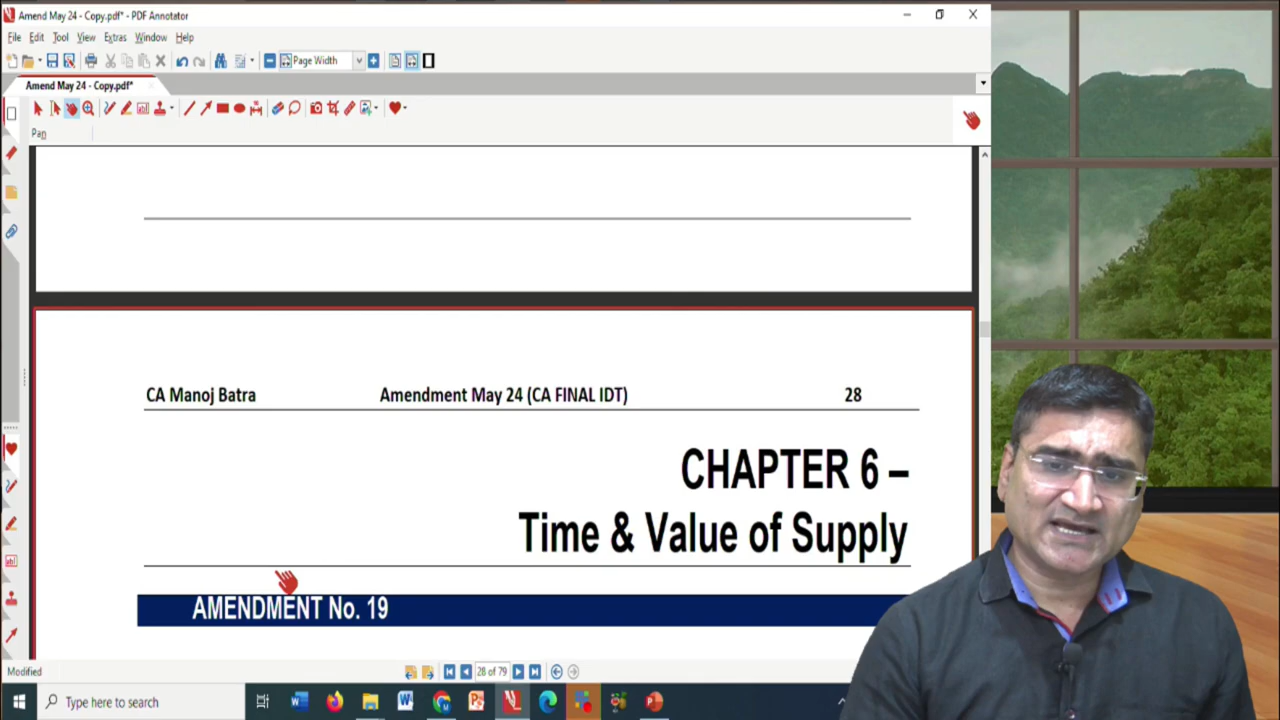 Amend May 24 - Copy.pdf* - PDF Annotator
File Edit Tool View Extras Window Help
Page Width
Amend May 24 - Copy.pdf*
Pan
CA Manoj Batra Amendment May 24 (CA FINAL IDT) 28
CHAPTER 6 –
Time & Value of Supply
AMENDMENT No. 19
Modified
28 of 79
Type here to search